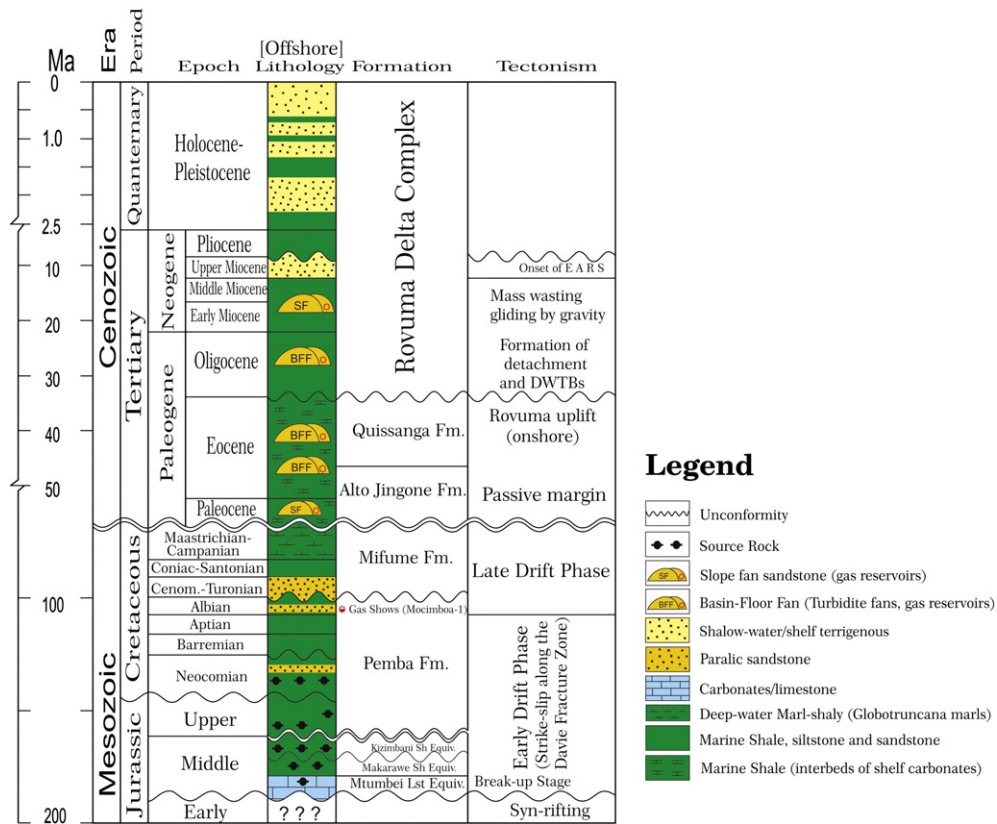 Ma
Era
Period
Epoch
[Offshore]
Lithology
Formation
Tectonism
0
1.0
2.5
10
20
30
40
50
100
200
Cenozoic
Mesozoic
Quanternary
Tertiary
Cretaceous
Jurassic
Neogene
Paleogene
Holocene-
Pleistocene
Pliocene
Upper Miocene
Middle Miocene
Early Miocene
Oligocene
Eocene
Paleocene
Maastrichian-
Campanian
Coniac-Santonian
Cenom.-Turonian
Albian
Aptian
Barremian
Neocomian
Upper
Middle
Early
SF
BFF
BFF
BFF
SF
? ? ?
Rovuma Delta Complex
Quissanga Fm.
Alto Jingone Fm.
Mifume Fm.
Gas Shows (Mocimboa-1)
Pemba Fm.
Kizimbani Sh Equiv.
Makarawe Sh Equiv.
Mtumbei Lst Equiv.
Onset of E A R S
Mass wasting
gliding by gravity
Formation of
detachment
and DWTBs
Rovuma uplift
(onshore)
Passive margin
Late Drift Phase
Early Drift Phase
(Strike-slip along the
Davie Fracture Zone)
Break-up Stage
Syn-rifting
Legend
Unconformity
Source Rock
SF
Slope fan sandstone (gas reservoirs)
BFF
Basin-Floor Fan (Turbidite fans, gas reservoirs)
Shalow-water/shelf terrigenous
Paralic sandstone
Carbonates/limestone
Deep-water Marl-shaly (Globotruncana marls)
Marine Shale, siltstone and sandstone
Marine Shale (interbeds of shelf carbonates)